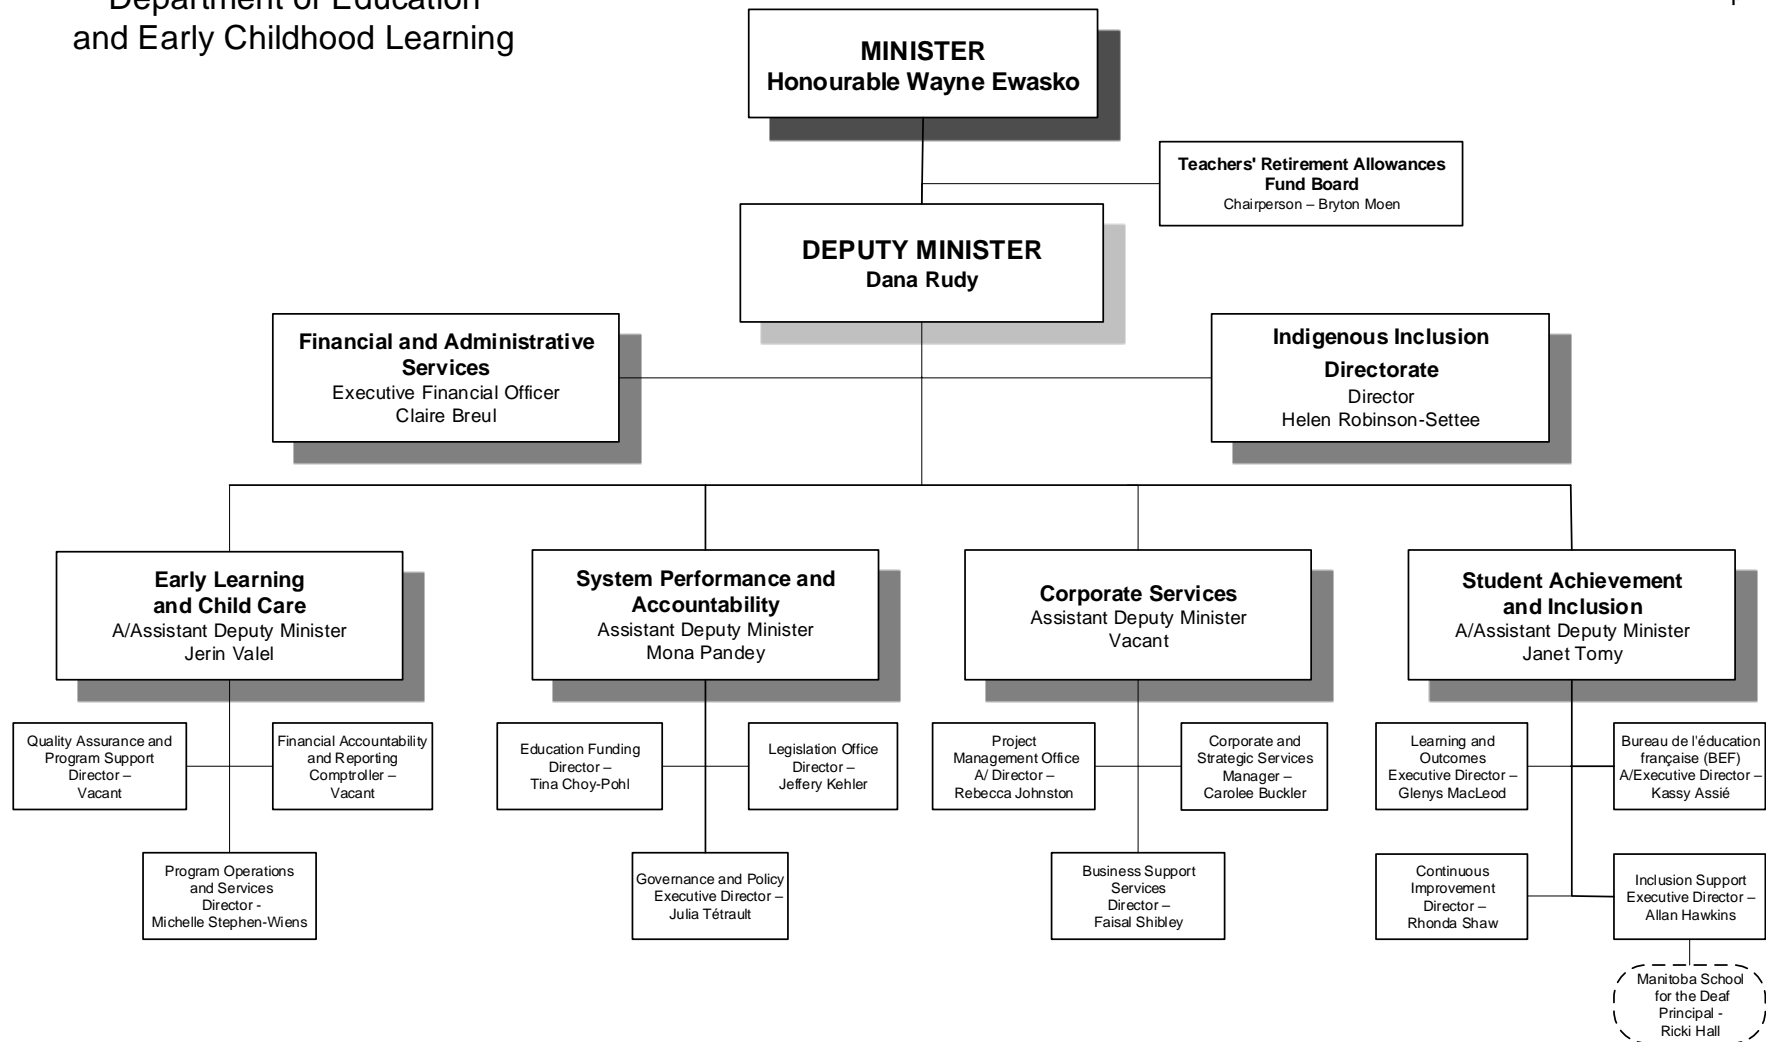 Department of Education
and Early Childhood Learning
MINISTER
Honourable Wayne Ewasko
Teachers' Retirement Allowances
Fund Board
Chairperson – Bryton Moen
DEPUTY MINISTER
Dana Rudy
Financial and Administrative
Services
Executive Financial Officer
Claire Breul
Indigenous Inclusion
Directorate
Director
Helen Robinson-Settee
Early Learning
and Child Care
A/Assistant Deputy Minister
Jerin Valel
System Performance and
Accountability
Assistant Deputy Minister
Mona Pandey
Corporate Services
Assistant Deputy Minister
Vacant
Student Achievement
and Inclusion
A/Assistant Deputy Minister
Janet Tomy
Quality Assurance and
Program Support
Director –
Vacant
Financial Accountability
and Reporting
Comptroller –
Vacant
Education Funding
Director –
Tina Choy-Pohl
Legislation Office
Director –
Jeffery Kehler
Project
Management Office
A/ Director –
Rebecca Johnston
Corporate and
Strategic Services
Manager –
Carolee Buckler
Learning and
Outcomes
Executive Director –
Glenys MacLeod
Bureau de l'éducation
française (BEF)
A/Executive Director –
Kassy Assié
Program Operations
and Services
Director -
Michelle Stephen-Wiens
Governance and Policy
Executive Director –
Julia Tétrault
Business Support
Services
Director –
Faisal Shibley
Continuous
Improvement
Director –
Rhonda Shaw
Inclusion Support
Executive Director –
Allan Hawkins
Manitoba School
for the Deaf
Principal -
Ricki Hall